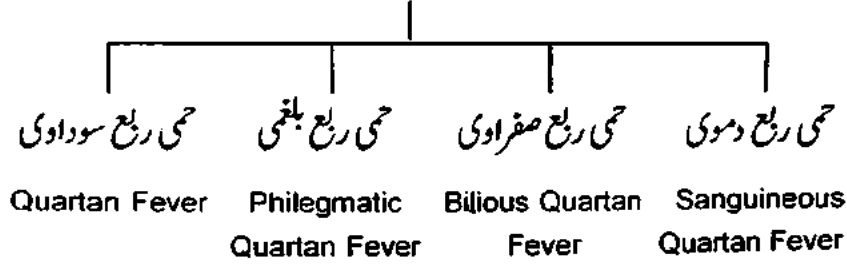 حمی ربع دموی
حمی ربع صفراوی
حمی ربع بلغمی
حمی ربع سوداوی
Quartan Fever
Philegmatic
Quartan Fever
Bilious Quartan
Fever
Sanguineous
Quartan Fever